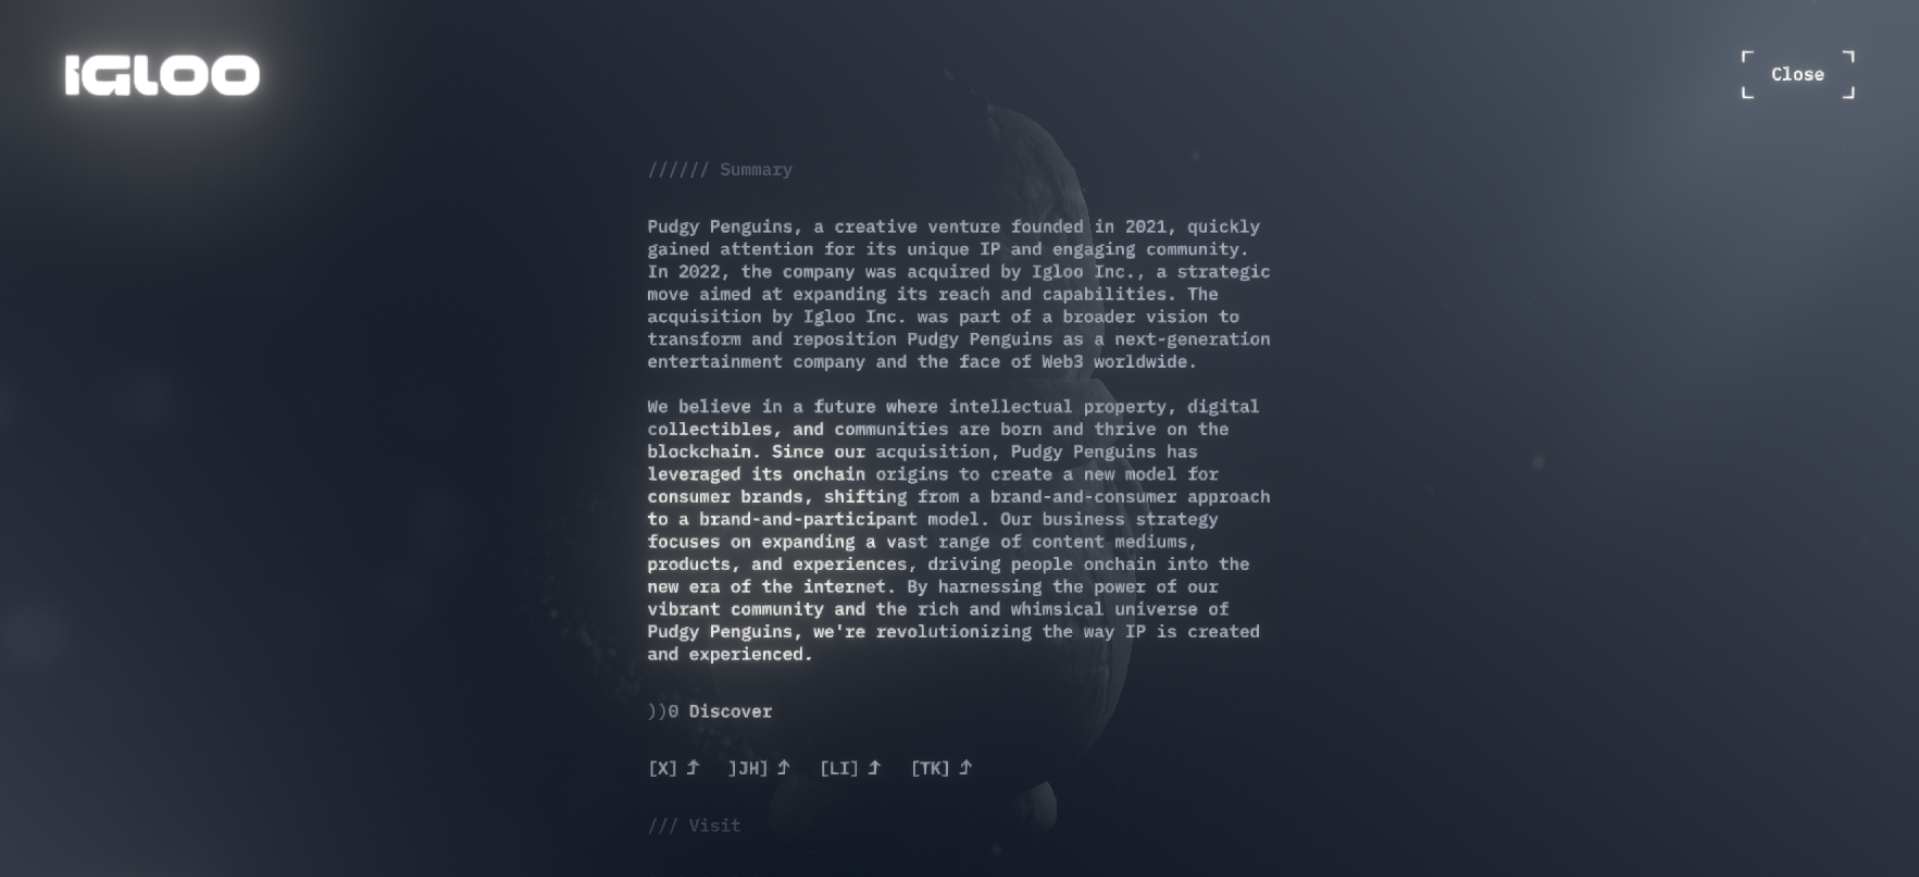 IGLOO
Close
////// Summary
Pudgy Penguins, a creative venture founded in 2021, quickly
gained attention for its unique IP and engaging community.
In 2022, the company was acquired by Igloo Inc., a strategic
move aimed at expanding its reach and capabilities. The
acquisition by Igloo Inc. was part of a broader vision to
transform and reposition Pudgy Penguins as a next-generation
entertainment company and the face of Web3 worldwide.
We believe in a future where intellectual property, digital
collectibles, and communities are born and thrive on the
blockchain. Since our acquisition, Pudgy Penguins has
leveraged its onchain origins to create a new model for
consumer brands, shifting from a brand-and-consumer approach
to a brand-and-participant model. Our business strategy
focuses on expanding a vast range of content mediums,
products, and experiences, driving people onchain into the
new era of the internet. By harnessing the power of our
vibrant community and the rich and whimsical universe of
Pudgy Penguins, we're revolutionizing the way IP is created
and experienced.
))0 Discover
[X] ⤴ ]JH] ⤴ [LI] ⤴ [TK] ⤴
/// Visit